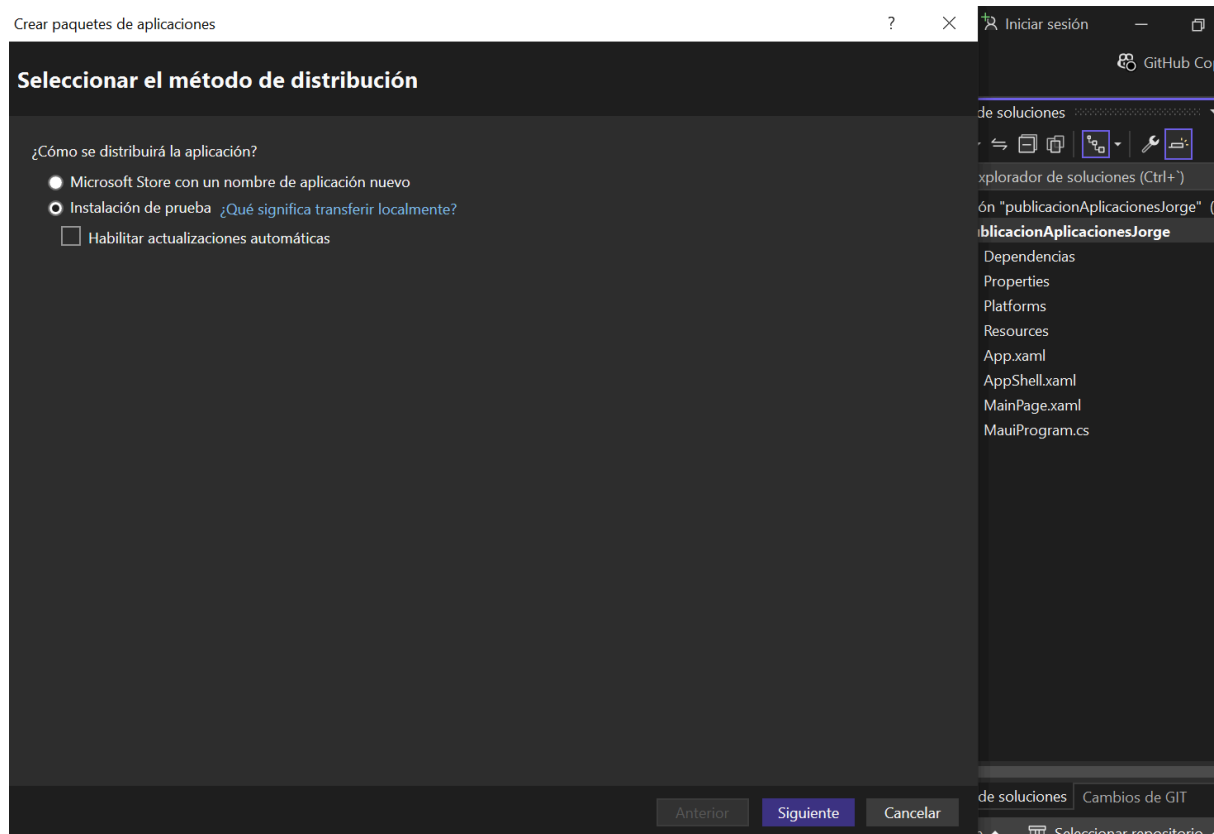 Crear paquetes de aplicaciones
?
Iniciar sesión
GitHub Cop
Seleccionar el método de distribución
de soluciones
¿Cómo se distribuirá la aplicación?
Microsoft Store con un nombre de aplicación nuevo
Instalación de prueba ¿Qué significa transferir localmente?
Habilitar actualizaciones automáticas
xplorador de soluciones (Ctrl+`)
ón "publicacionAplicacionesJorge" (
blicacionAplicacionesJorge
Dependencias
Properties
Platforms
Resources
App.xaml
AppShell.xaml
MainPage.xaml
MauiProgram.cs
Anterior
Siguiente
Cancelar
de soluciones
Cambios de GIT
Seleccionar repositorio